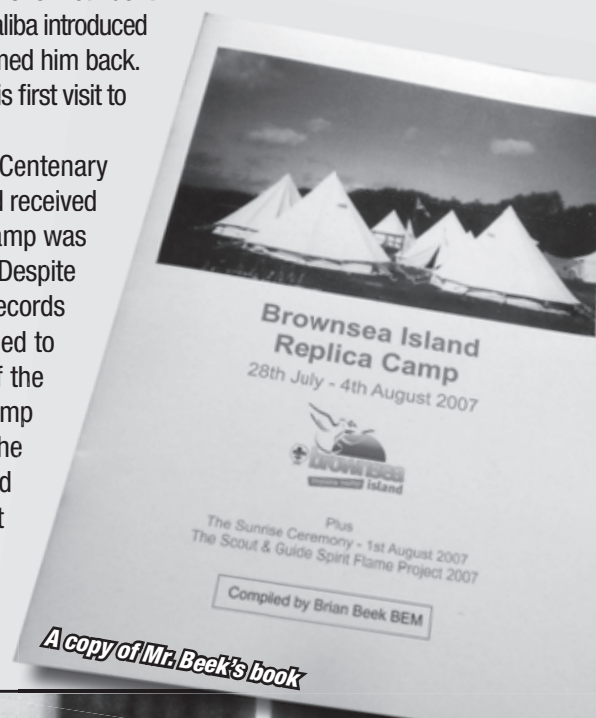 aliba introduced
ned him back.
is first visit to
Centenary
d received
amp was
Despite
ecords
ed to
f the
mp
he
d
t
Brownsea Island
Replica Camp
28th July - 4th August 2007
brownsea
island
Plus
The Sunrise Ceremony - 1st August 2007
The Scout & Guide Spirit Flame Project 2007
Compiled by Brian Beek BEM
A copy of Mr. Beek's book